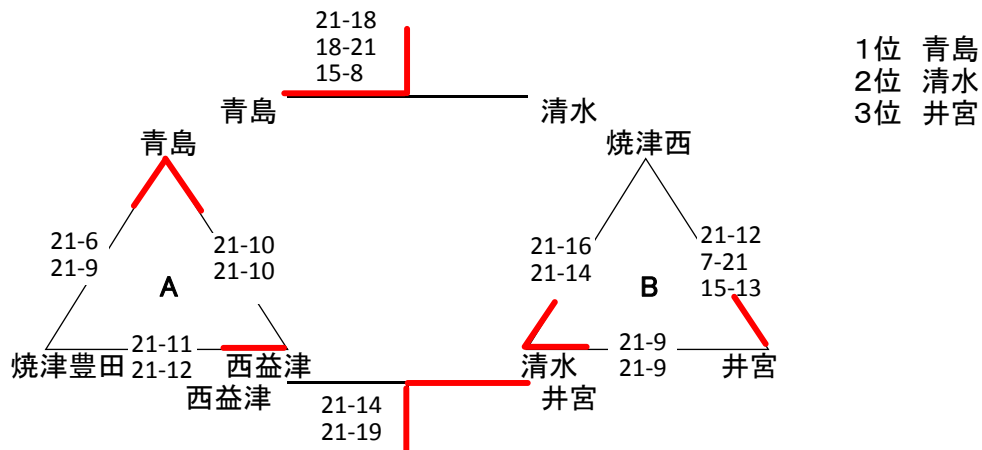 21-18
18-21
15-8
1位 青島
2位 清水
3位 井宮
青島
清水
青島
焼津西
21-6
21-9
21-10
21-10
A
21-16
21-14
21-12
7-21
15-13
B
焼津豊田
21-11
21-12
西益津
清水
21-9
21-9
井宮
西益津
井宮
21-14
21-19